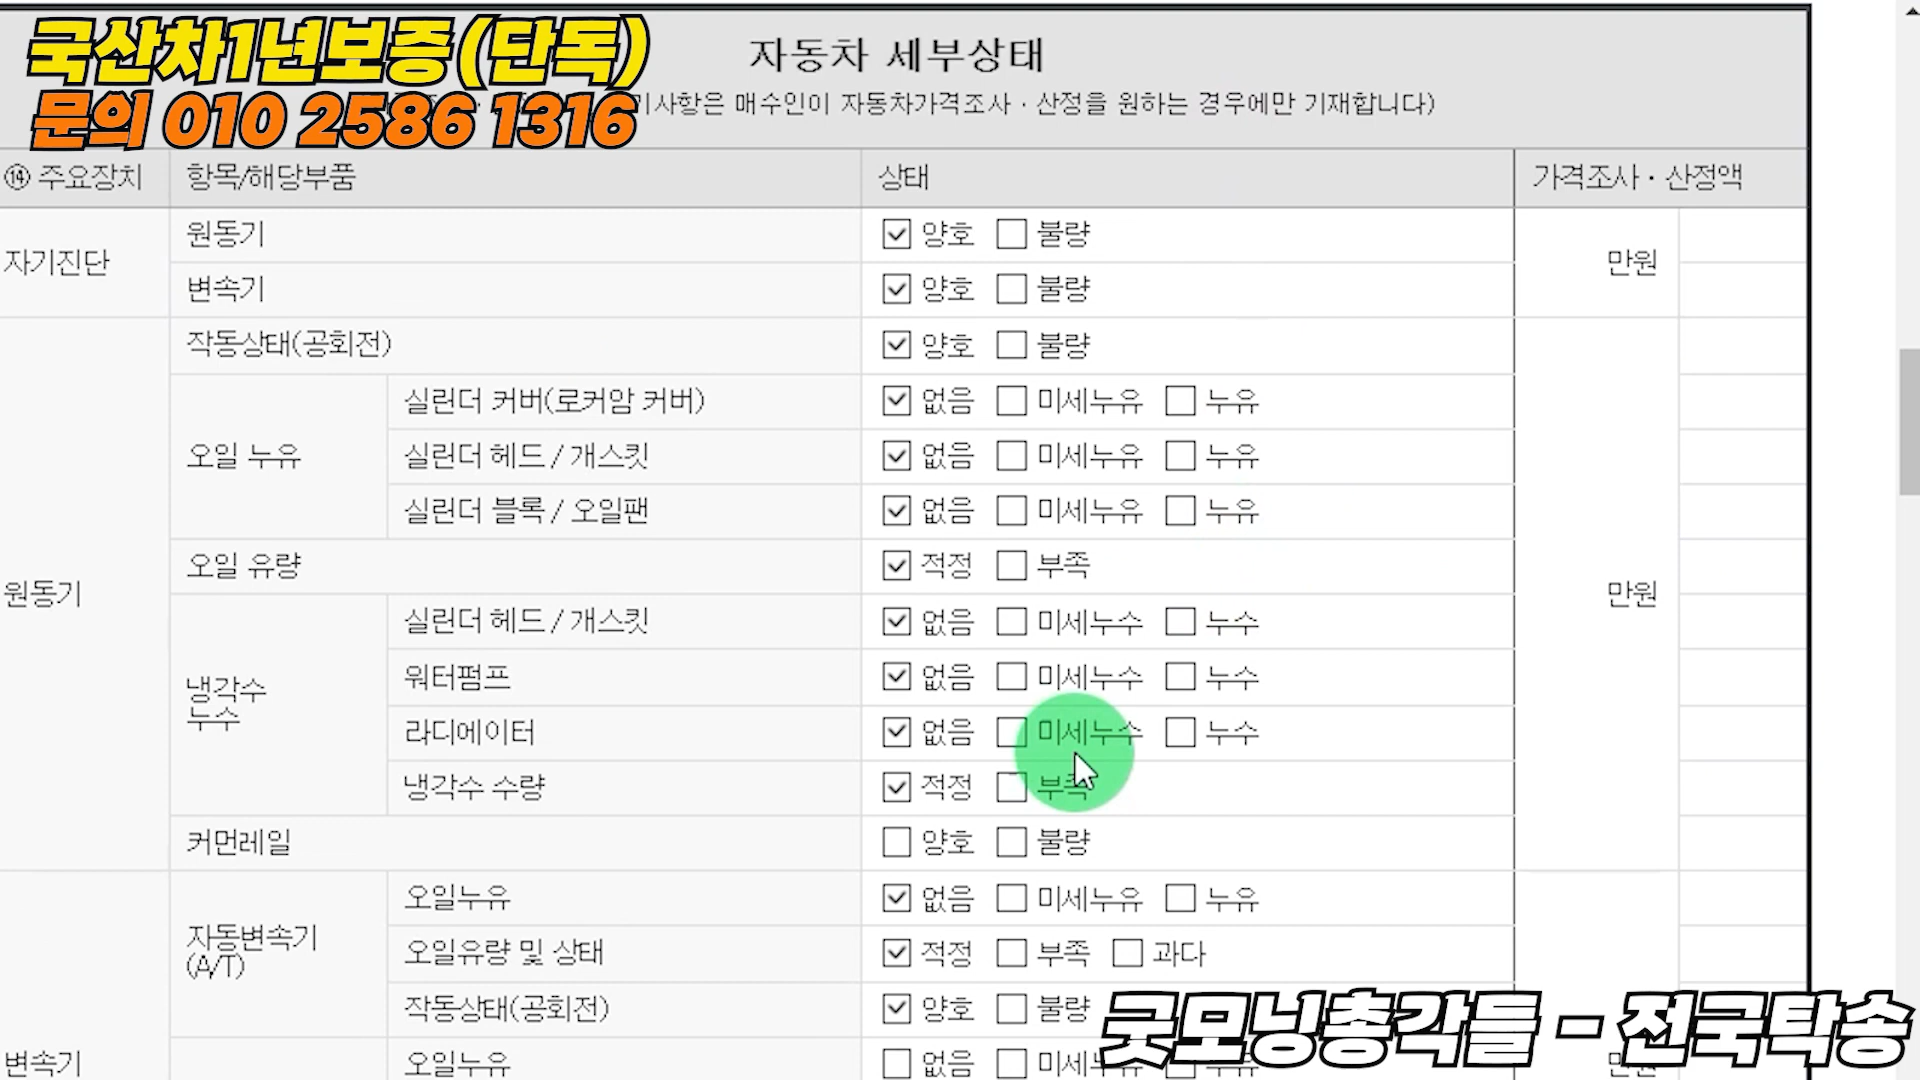 국산차1년보증(단독)
문의 010 2586 1316
자동차 세부상태
기사항은 매수인이 자동차가격조사·산정을 원하는 경우에만 기재합니다)
⑭ 주요장치 항목/해당부품 상태 가격조사·산정액
자기진단 원동기 ☑ 양호 ☐ 불량 만원
변속기 ☑ 양호 ☐ 불량
원동기 작동상태(공회전) ☑ 양호 ☐ 불량 만원
오일 누유 실린더 커버(로커암 커버) ☑ 없음 ☐ 미세누유 ☐ 누유
실린더 헤드 / 개스킷 ☑ 없음 ☐ 미세누유 ☐ 누유
실린더 블록 / 오일팬 ☑ 없음 ☐ 미세누유 ☐ 누유
오일 유량 ☑ 적정 ☐ 부족
냉각수 누수 실린더 헤드 / 개스킷 ☑ 없음 ☐ 미세누수 ☐ 누수
워터펌프 ☑ 없음 ☐ 미세누수 ☐ 누수
라디에이터 ☑ 없음 ☐ 미세누수 ☐ 누수
냉각수 수량 ☑ 적정 ☐ 부족
커먼레일 ☐ 양호 ☐ 불량
변속기 자동변속기 (A/T) 오일누유 ☑ 없음 ☐ 미세누유 ☐ 누유
오일유량 및 상태 ☑ 적정 ☐ 부족 ☐ 과다
작동상태(공회전) ☑ 양호 ☐ 불량
오일누유 ☐ 없음 ☐
굿모닝총각들 - 전국탁송